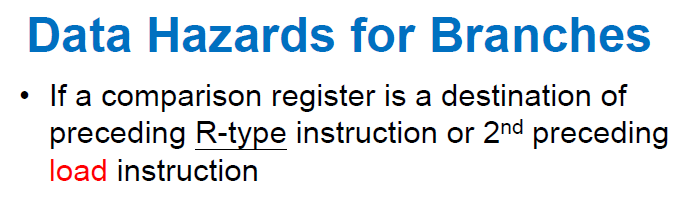 Data Hazards for Branches
• If a comparison register is a destination of
preceding R-type instruction or 2nd preceding
load instruction